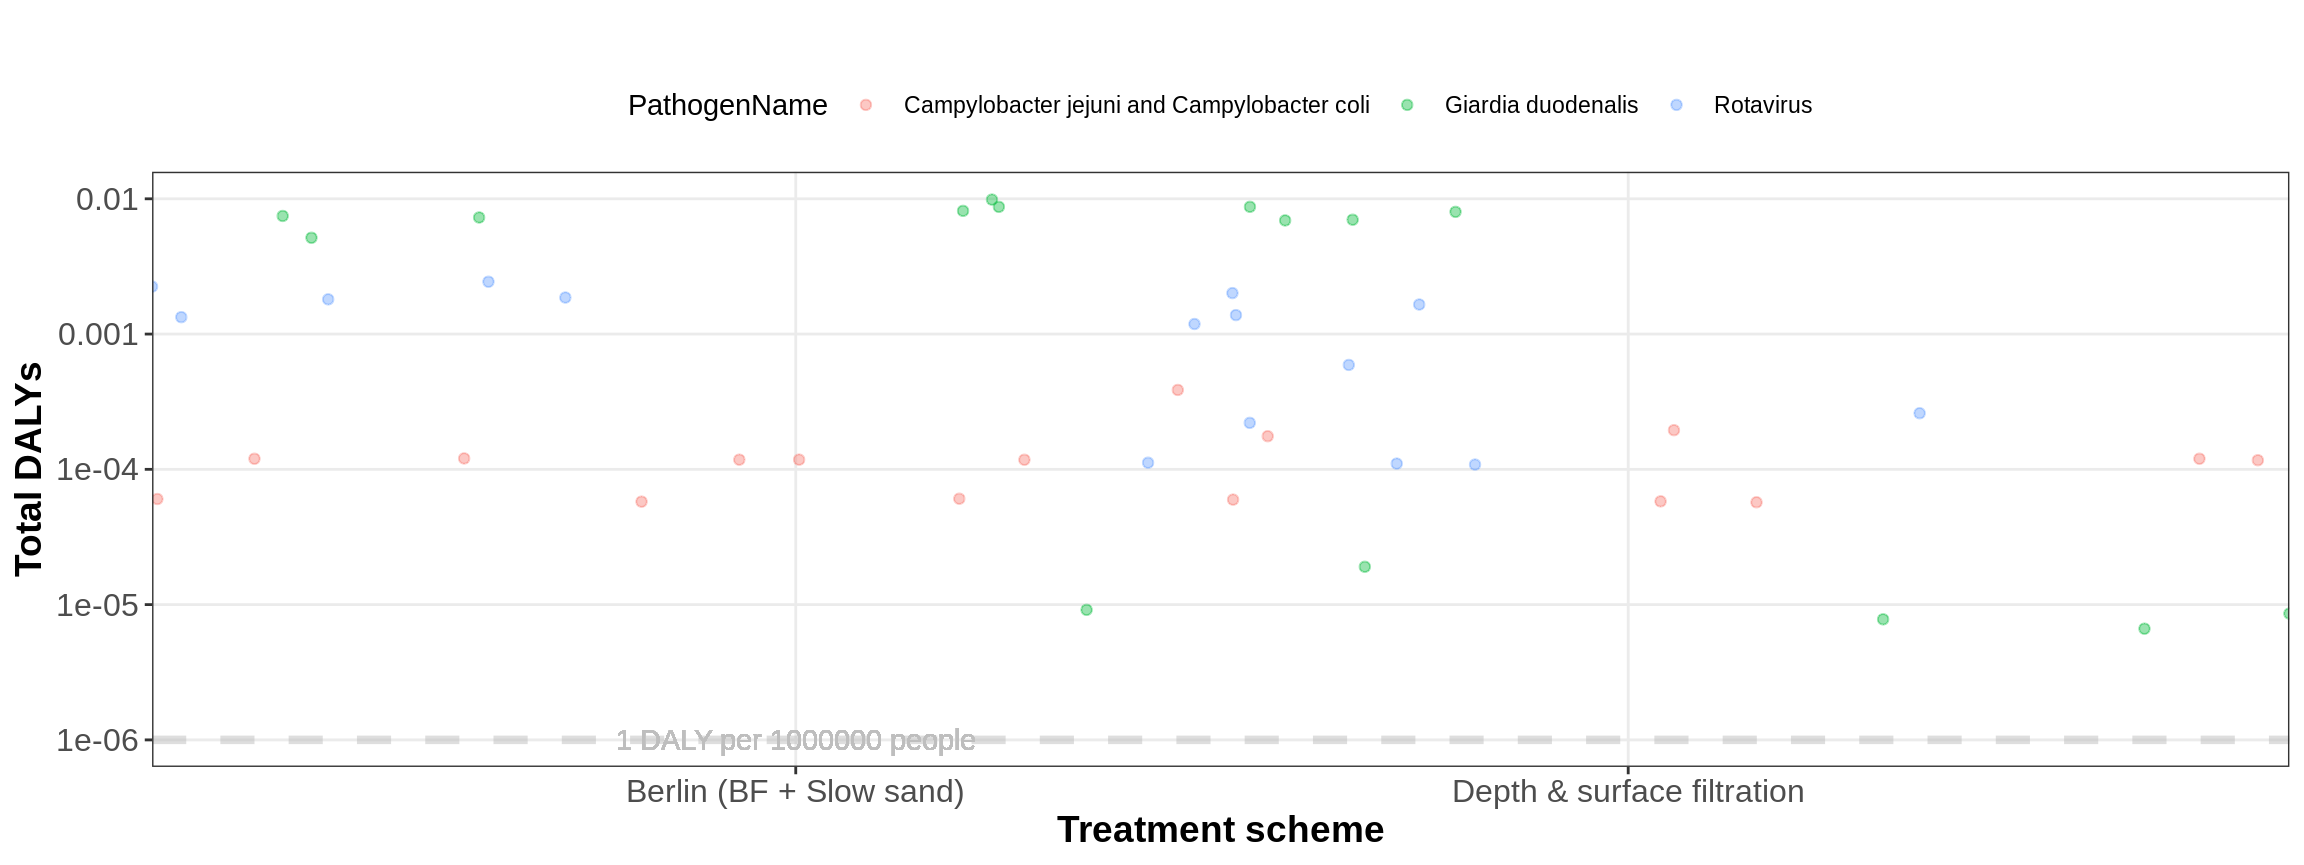 PathogenName Campylobacter jejuni and Campylobacter coli Giardia duodenalis Rotavirus
0.01
0.001
1e-04
1e-05
1e-06
Total DALYs
1 DALY per 1000000 people
Berlin (BF + Slow sand) Depth & surface filtration
Treatment scheme